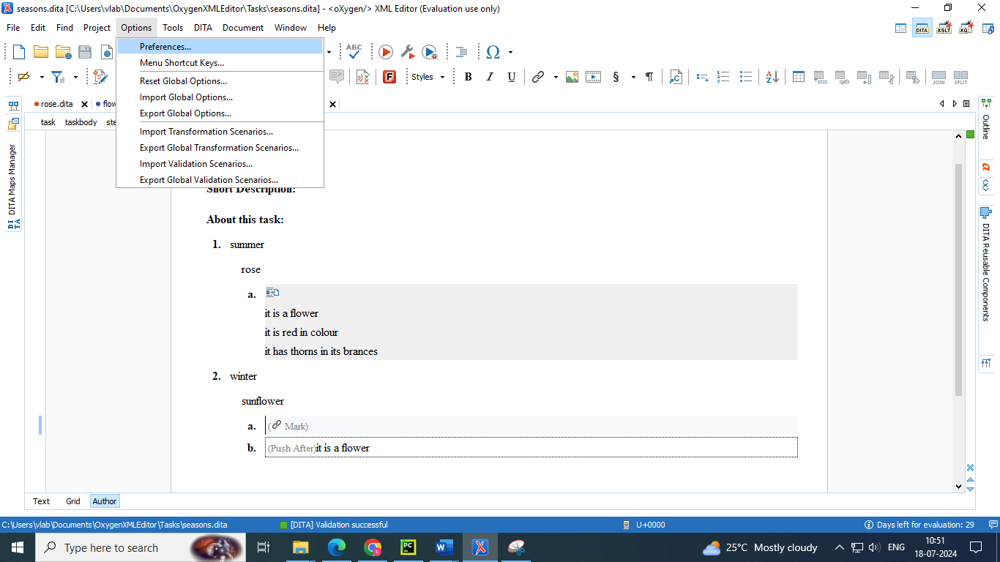 seasons.dita [C:\Users\vlab\Documents\OxygenXMLEditor\Tasks\seasons.dita] - <oXygen/> XML Editor (Evaluation use only)
File Edit Find Project Options Tools DITA Document Window Help
DITA XSLT XQ
Preferences...
Menu Shortcut Keys...
Reset Global Options...
Import Global Options...
Export Global Options...
Import Transformation Scenarios...
Export Global Transformation Scenarios...
Import Validation Scenarios...
Export Global Validation Scenarios...
ABC
Styles B I U § ¶ A Z JOIN SPLIT
rose.dita flow
task taskbody ste
DITA Maps Manager
DITA
Outline
DITA Reusable Components
Short Description:
About this task:
1. summer
rose
a.
it is a flower
it is red in colour
it has thorns in its brances
2. winter
sunflower
a. (Mark)
b. (Push After)it is a flower
Text Grid Author
C:\Users\vlab\Documents\OxygenXMLEditor\Tasks\seasons.dita [DITA] Validation successful U+0000 Days left for evaluation: 29
Type here to search PC W 25°C Mostly cloudy ENG 10:51
18-07-2024